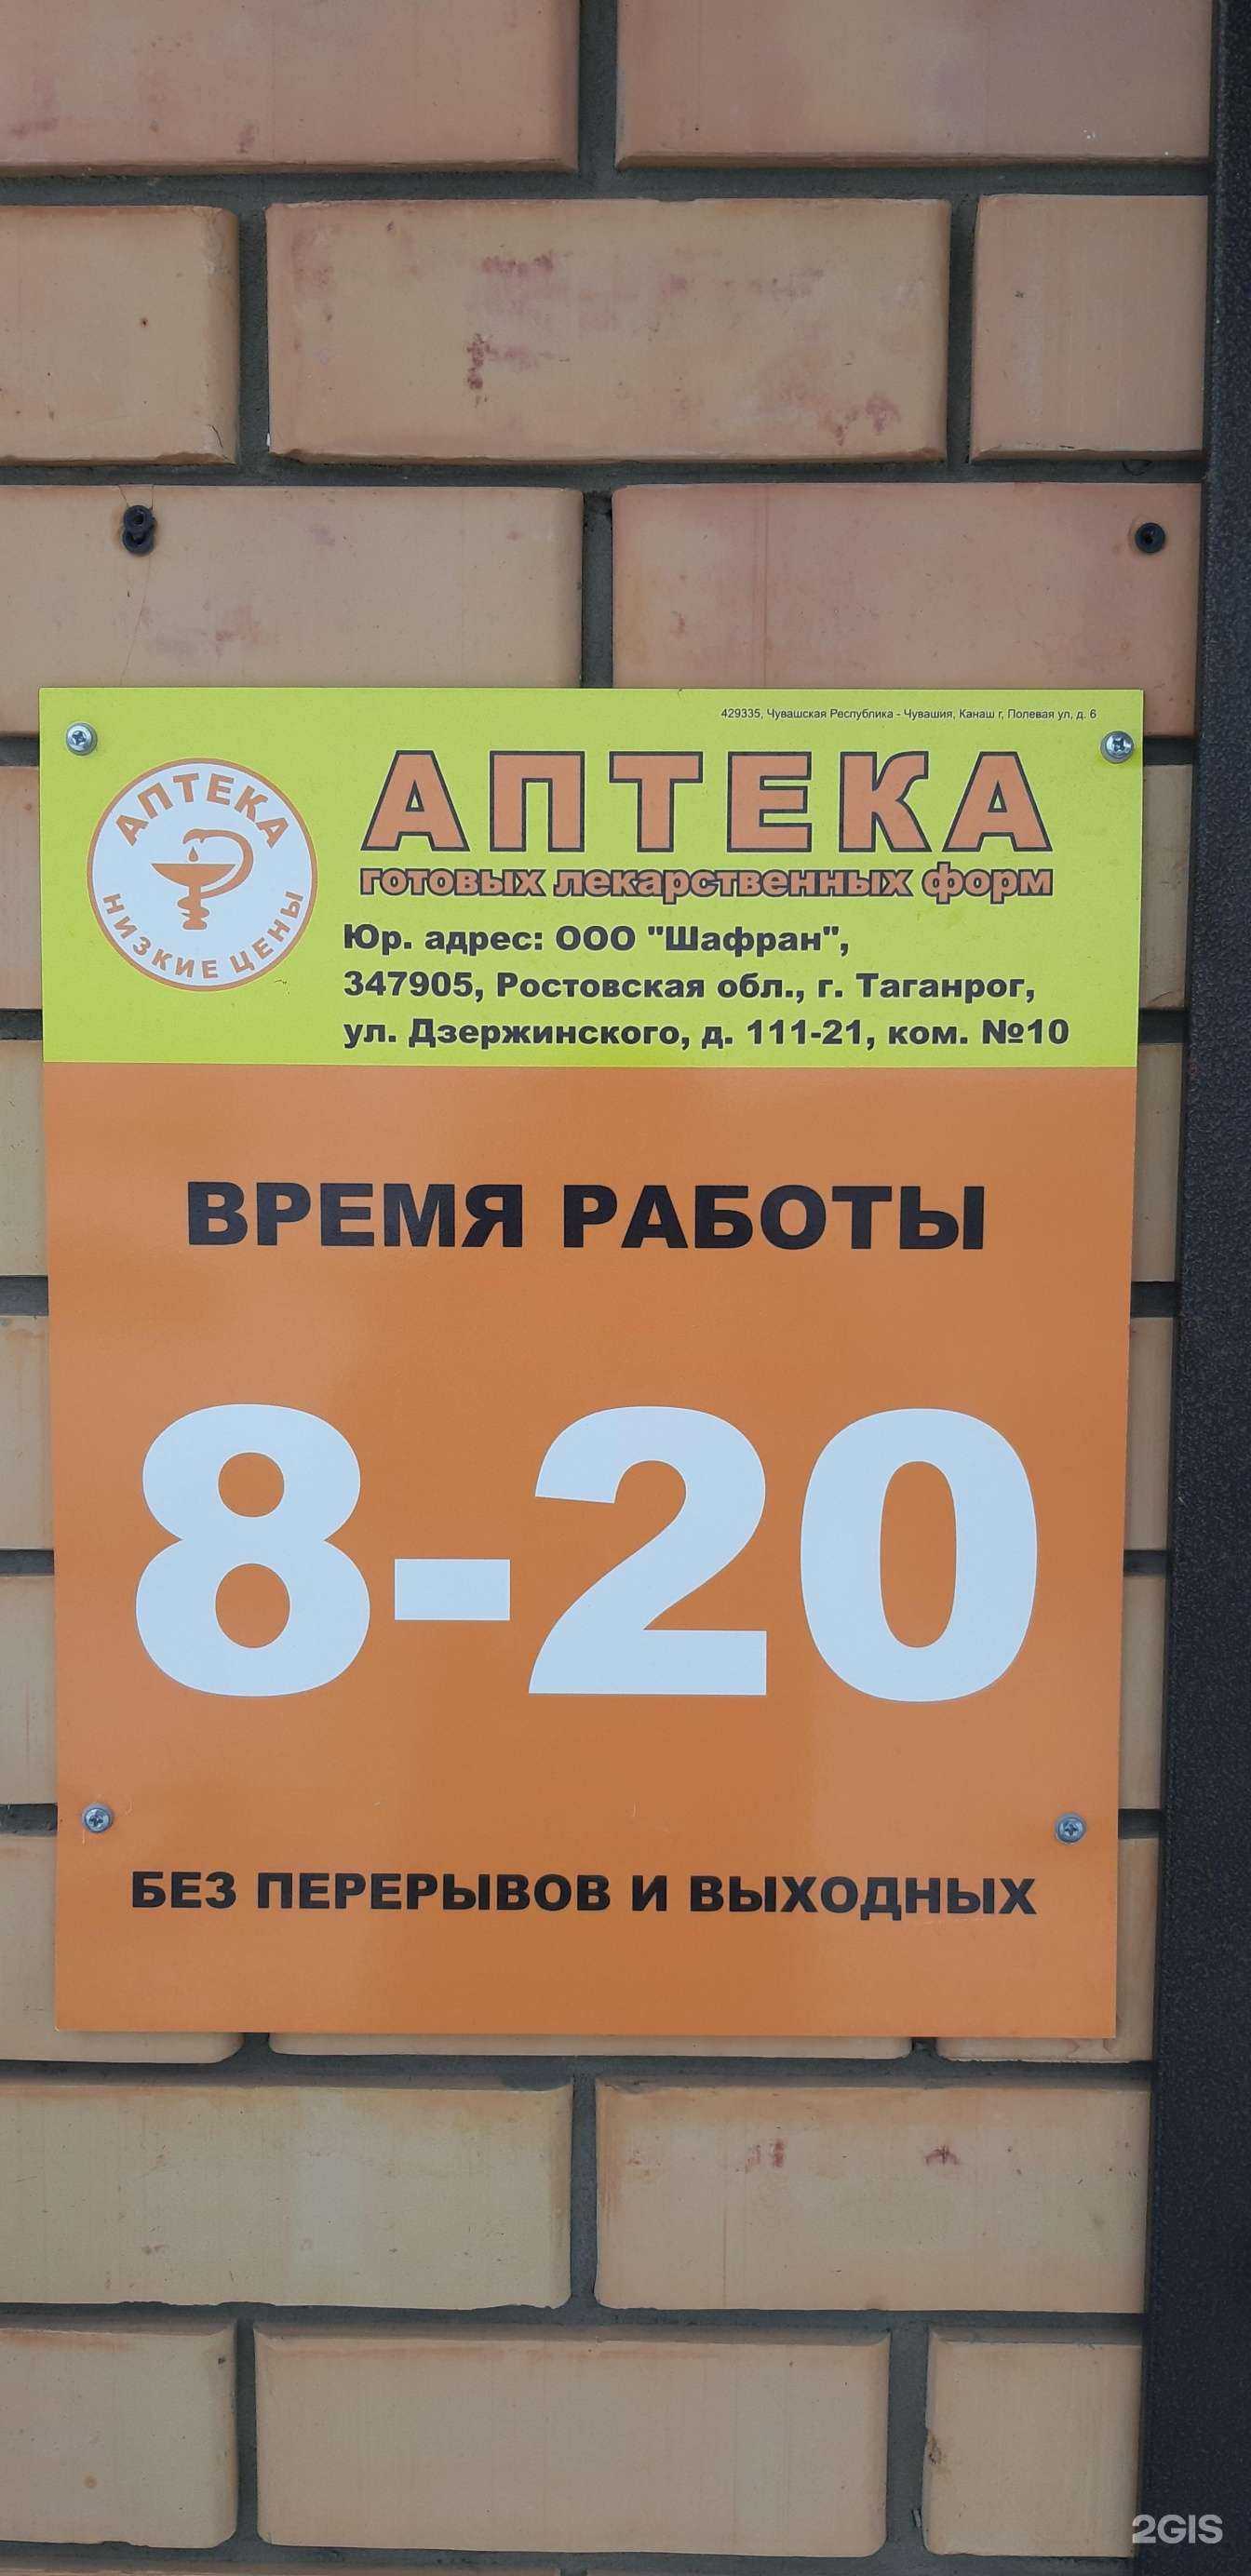 429335, Чувашская Республика - Чувашия, Канаш г, Полевая ул, д. 6
АПТЕКА
НИЗКИЕ ЦЕНЫ
АПТЕКА
готовых лекарственных форм
Юр. адрес: ООО "Шафран",
347905, Ростовская обл., г. Таганрог,
ул. Дзержинского, д. 111-21, ком. №10
ВРЕМЯ РАБОТЫ
8-20
БЕЗ ПЕРЕРЫВОВ И ВЫХОДНЫХ
2GIS